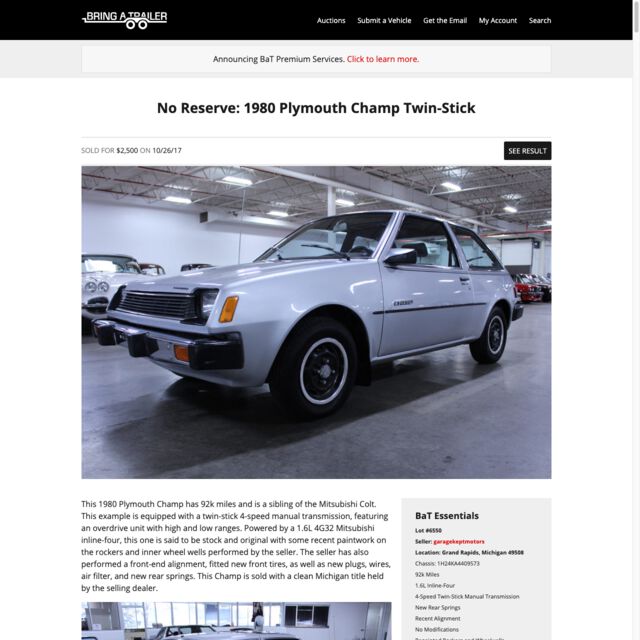 BRING A TRAILER
Auctions Submit a Vehicle Get the Email My Account Search
Announcing BaT Premium Services. Click to learn more.
No Reserve: 1980 Plymouth Champ Twin-Stick
SOLD FOR $2,500 ON 10/26/17
SEE RESULT
CHAMP
This 1980 Plymouth Champ has 92k miles and is a sibling of the Mitsubishi Colt.
This example is equipped with a twin-stick 4-speed manual transmission, featuring
an overdrive unit with high and low ranges. Powered by a 1.6L 4G32 Mitsubishi
inline-four, this one is said to be stock and original with some recent paintwork on
the rockers and inner wheel wells performed by the seller. The seller has also
performed a front-end alignment, fitted new front tires, as well as new plugs, wires,
air filter, and new rear springs. This Champ is sold with a clean Michigan title held
by the selling dealer.
BaT Essentials
Lot #6550
Seller: garagekeptmotors
Location: Grand Rapids, Michigan 49508
Chassis: 1H24KA4409573
92k Miles
1.6L Inline-Four
4-Speed Twin-Stick Manual Transmission
New Rear Springs
Recent Alignment
No Modifications